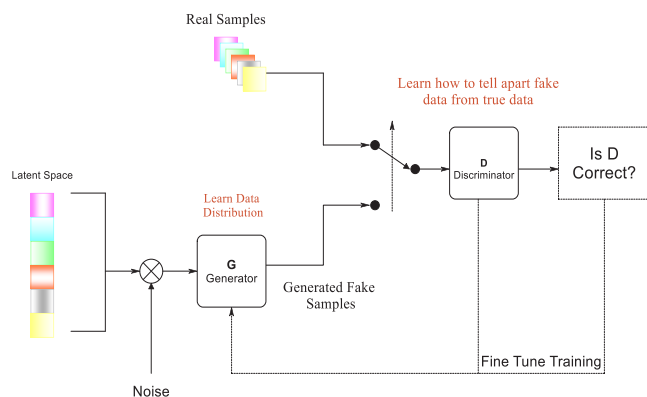 Real Samples
Learn how to tell apart fake
data from true data
D
Discriminator
Is D
Correct?
Latent Space
Learn Data
Distribution
G
Generator
Generated Fake
Samples
Fine Tune Training
Noise